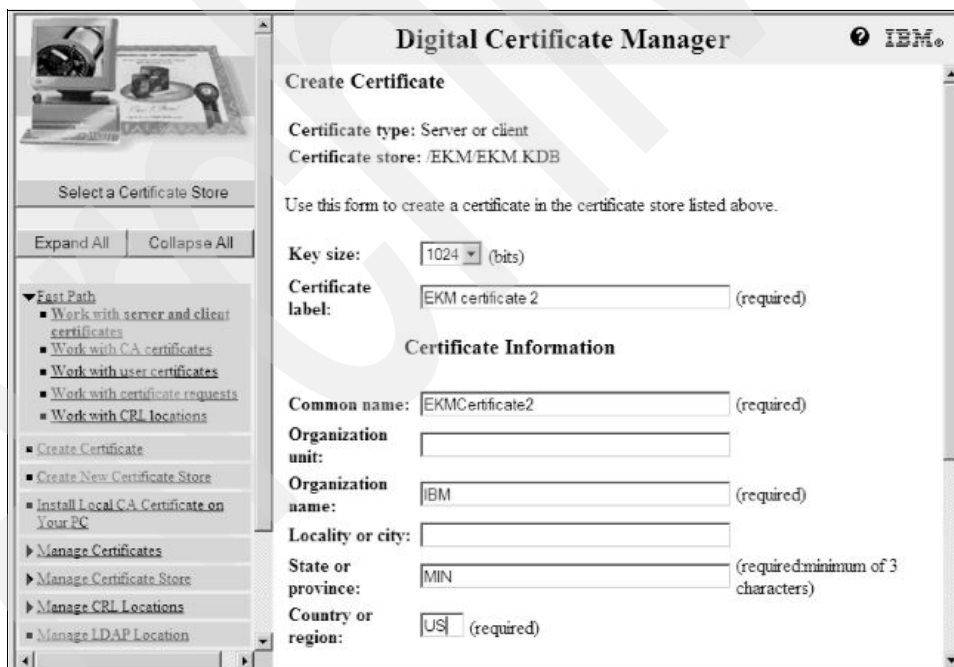 Digital Certificate Manager
IBM®
Select a Certificate Store
Expand All
Collapse All
Fast Path
Work with server and client
certificates
Work with CA certificates
Work with user certificates
Work with certificate requests
Work with CRL locations
Create Certificate
Create New Certificate Store
Install Local CA Certificate on
Your PC
Manage Certificates
Manage Certificate Store
Manage CRL Locations
Manage LDAP Location
Create Certificate
Certificate type: Server or client
Certificate store: /EKM/EKM.KDB
Use this form to create a certificate in the certificate store listed above.
Key size: 1024 (bits)
Certificate
label: EKM certificate 2 (required)
Certificate Information
Common name: EKMCertificate2 (required)
Organization
unit:
Organization
name: IBM (required)
Locality or city:
State or
province: MIN (required:minimum of 3
characters)
Country or
region: US (required)